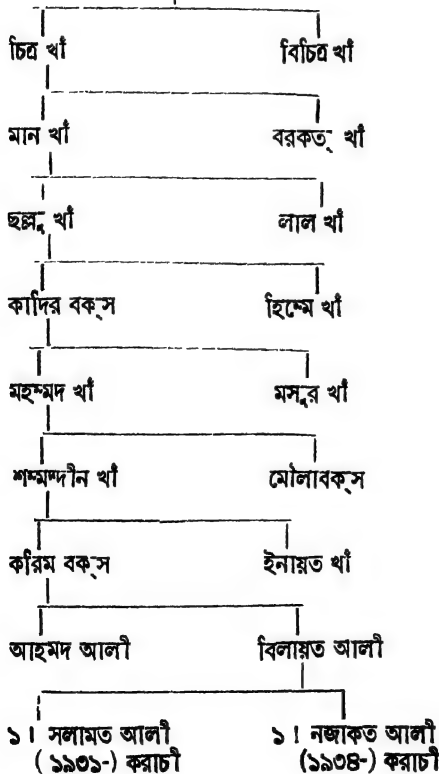 চিত্র খাঁ বিচিত্র খাঁ
মান খাঁ বরকত্ খাঁ
ছল্লু খাঁ লাল খাঁ
কাদির বক্স হিম্মে খাঁ
মহম্মদ খাঁ মসুর খাঁ
শম্মদ্দীন খাঁ মৌলাবক্স
করিম বক্স ইনায়ত খাঁ
আহমদ আলী বিলায়ত আলী
১। সলামত আলী ১। নজাকত আলী
(১৯৩১-) করাচী (১৯৩৪-) করাচী